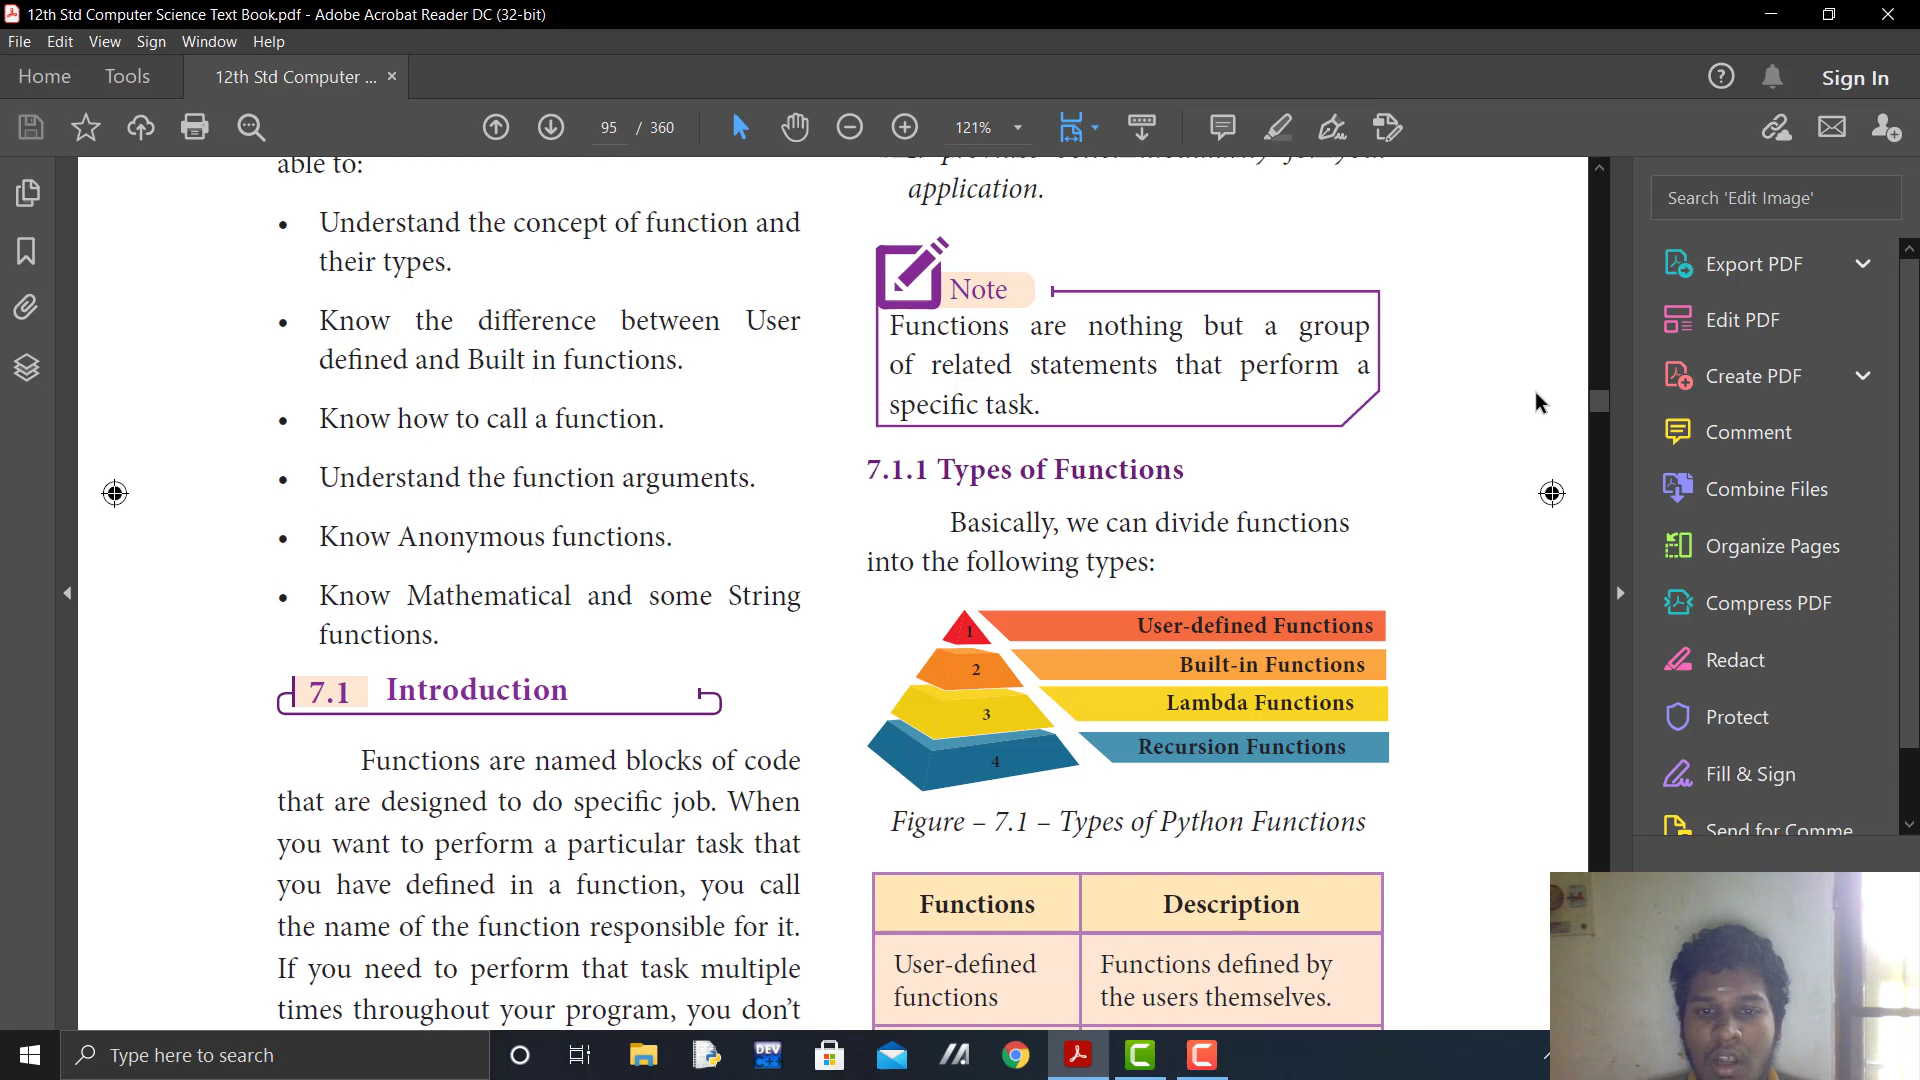 12th Std Computer Science Text Book.pdf - Adobe Acrobat Reader DC (32-bit)
File Edit View Sign Window Help
Home Tools 12th Std Computer ... × Sign In
95 / 360 121%
able to:
• Understand the concept of function and
their types.
• Know the difference between User
defined and Built in functions.
• Know how to call a function.
• Understand the function arguments.
• Know Anonymous functions.
• Know Mathematical and some String
functions.
7.1 Introduction
Functions are named blocks of code
that are designed to do specific job. When
you want to perform a particular task that
you have defined in a function, you call
the name of the function responsible for it.
If you need to perform that task multiple
times throughout your program, you don't
application.
Note
Functions are nothing but a group
of related statements that perform a
specific task.
7.1.1 Types of Functions
Basically, we can divide functions
into the following types:
1 User-defined Functions
2 Built-in Functions
3 Lambda Functions
4 Recursion Functions
Figure – 7.1 – Types of Python Functions
Functions Description
User-defined Functions defined by
functions the users themselves.
Search 'Edit Image'
Export PDF
Edit PDF
Create PDF
Comment
Combine Files
Organize Pages
Compress PDF
Redact
Protect
Fill & Sign
Send for Comme
Type here to search
DEV
C++